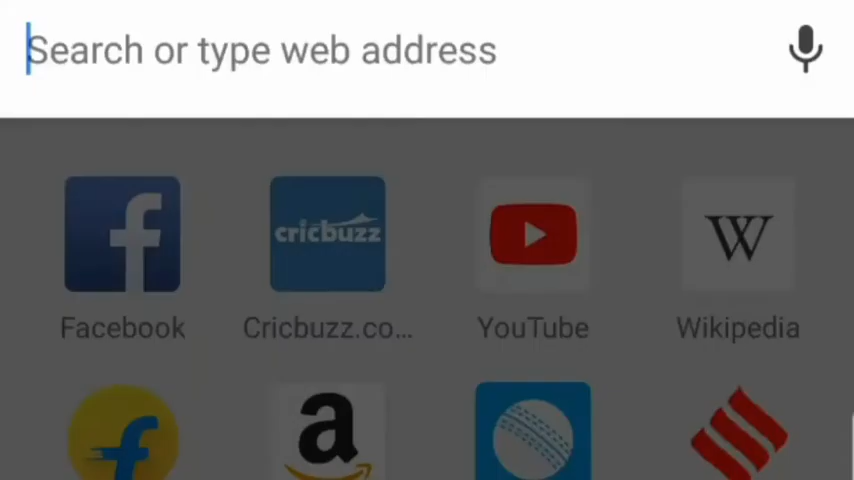 Search or type web address
cricbuzz
Facebook
Cricbuzz.co...
YouTube
Wikipedia